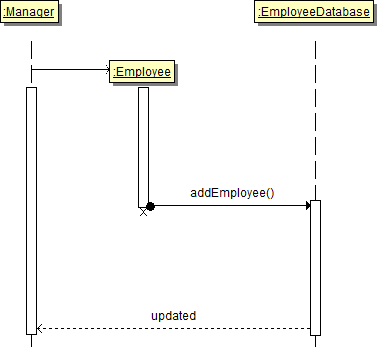 :Manager
:EmployeeDatabase
:Employee
addEmployee()
updated